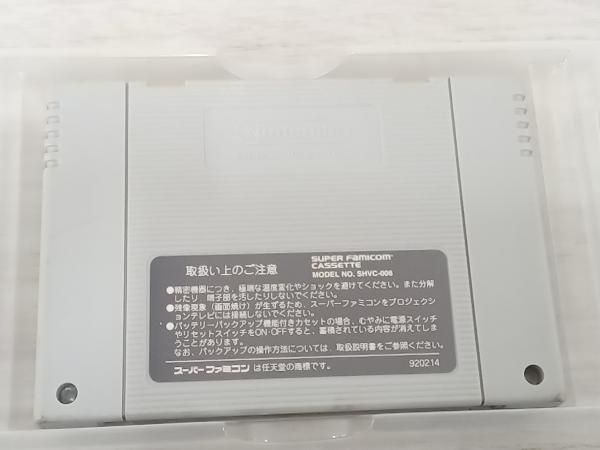 Nintendo
取扱い上のご注意
SUPER FAMICOM
CASSETTE
MODEL NO. SHVC-006
●精密機器につき、極端な温度変化やショックを避けてください。また分解
したり 端子部を汚したりしないでください。
●残像現象（画面焼け）が生ずるため、スーパーファミコンをプロジェクシ
ョンテレビには接続しないでください。
●バッテリーバックアップ機能付きカセットの場合、むやみに電源スイッチ
やリセットスイッチをON・OFFすると、蓄積されている内容が消えてしま
うことがあります。
なお、バックアップの操作方法については、取扱説明書をご参照ください。
スーパーファミコン は任天堂の商標です。
920214